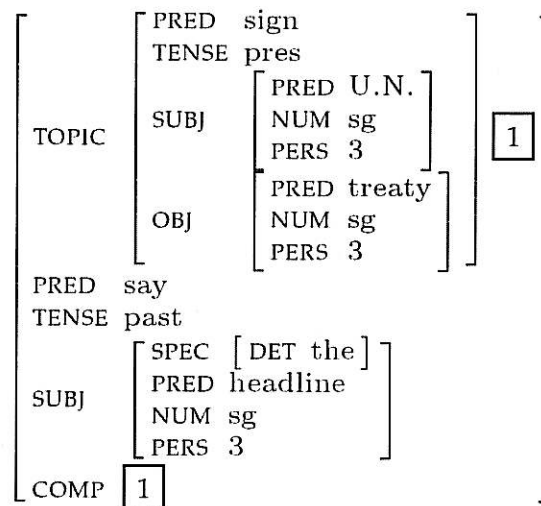 PRED sign
TENSE pres
SUBJ PRED U.N.
NUM sg
PERS 3
TOPIC 1
OBJ PRED treaty
NUM sg
PERS 3
PRED say
TENSE past
SUBJ SPEC [DET the]
PRED headline
NUM sg
PERS 3
COMP 1